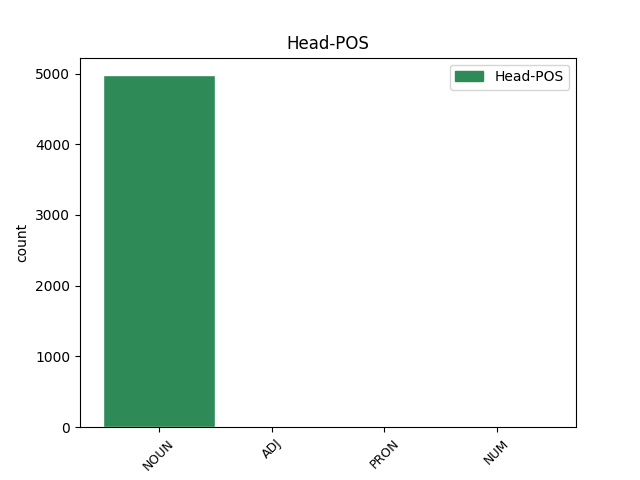 Head-POS
Head-POS
5000
4000
3000
2000
1000
0
count
NOUN
ADJ
PRON
NUM